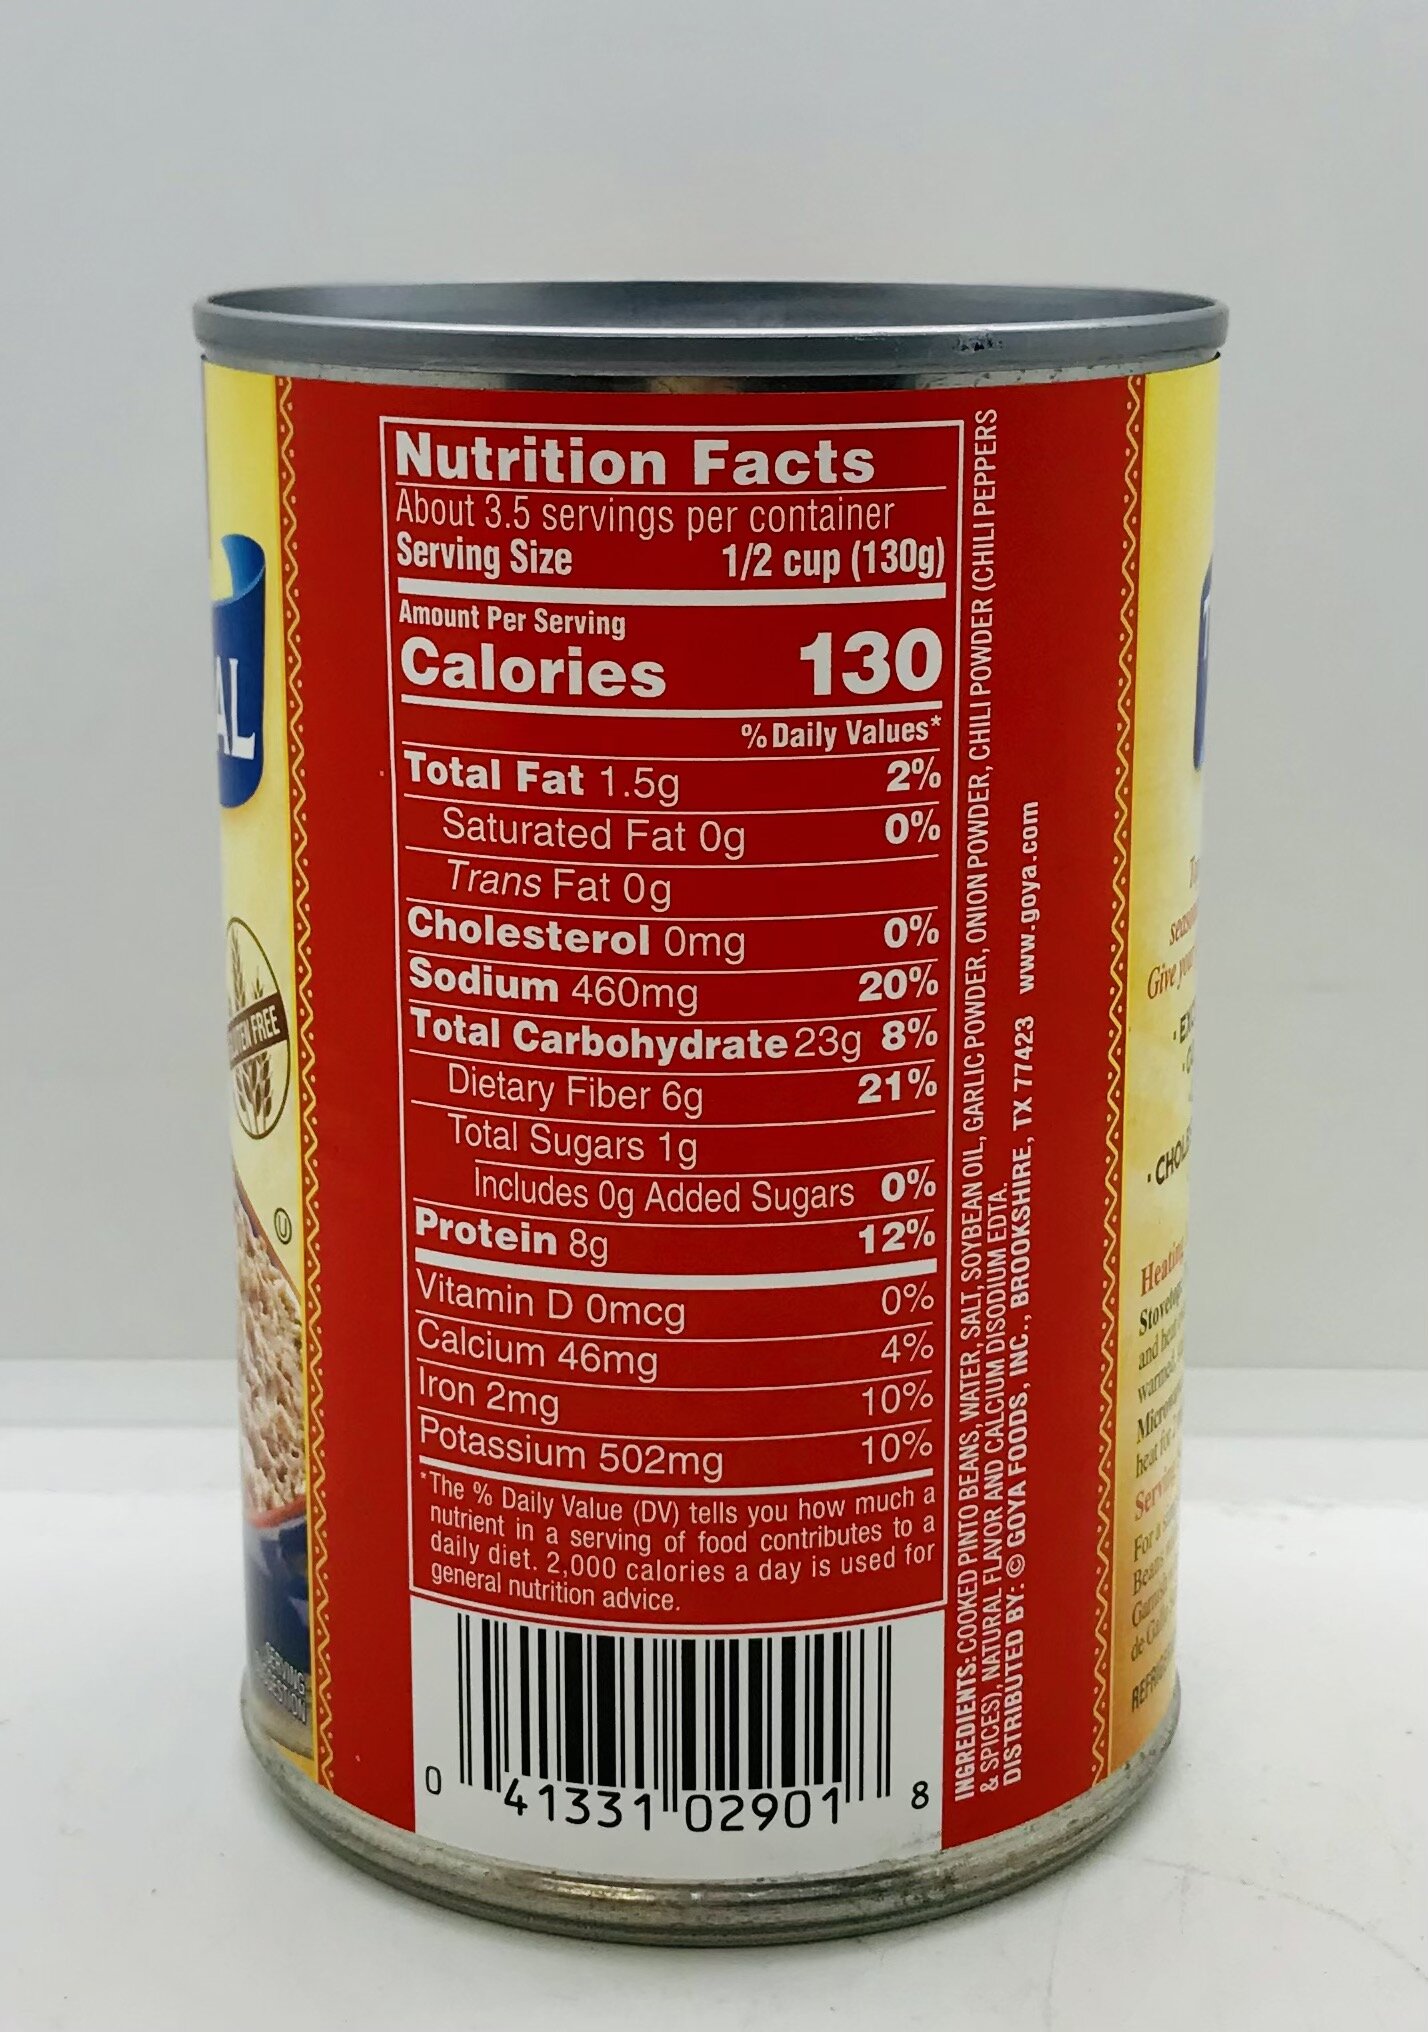 AL
FREE
U
Nutrition Facts
About 3.5 servings per container
Serving Size 1/2 cup (130g)
Amount Per Serving
Calories 130
% Daily Values*
Total Fat 1.5g 2%
Saturated Fat 0g 0%
Trans Fat 0g
Cholesterol 0mg 0%
Sodium 460mg 20%
Total Carbohydrate 23g 8%
Dietary Fiber 6g 21%
Total Sugars 1g
Includes 0g Added Sugars 0%
Protein 8g 12%
Vitamin D 0mcg 0%
Calcium 46mg 4%
Iron 2mg 10%
Potassium 502mg 10%
*The % Daily Value (DV) tells you how much a
nutrient in a serving of food contributes to a
daily diet. 2,000 calories a day is used for
general nutrition advice.
0 41331 02901 8
INGREDIENTS: COOKED PINTO BEANS, WATER, SALT, SOYBEAN OIL, GARLIC POWDER, ONION POWDER, CHILI POWDER (CHILI PEPPERS
& SPICES), NATURAL FLAVOR AND CALCIUM DISODIUM EDTA.
DISTRIBUTED BY: © GOYA FOODS, INC., BROOKSHIRE, TX 77423 www.goya.com
Give
and